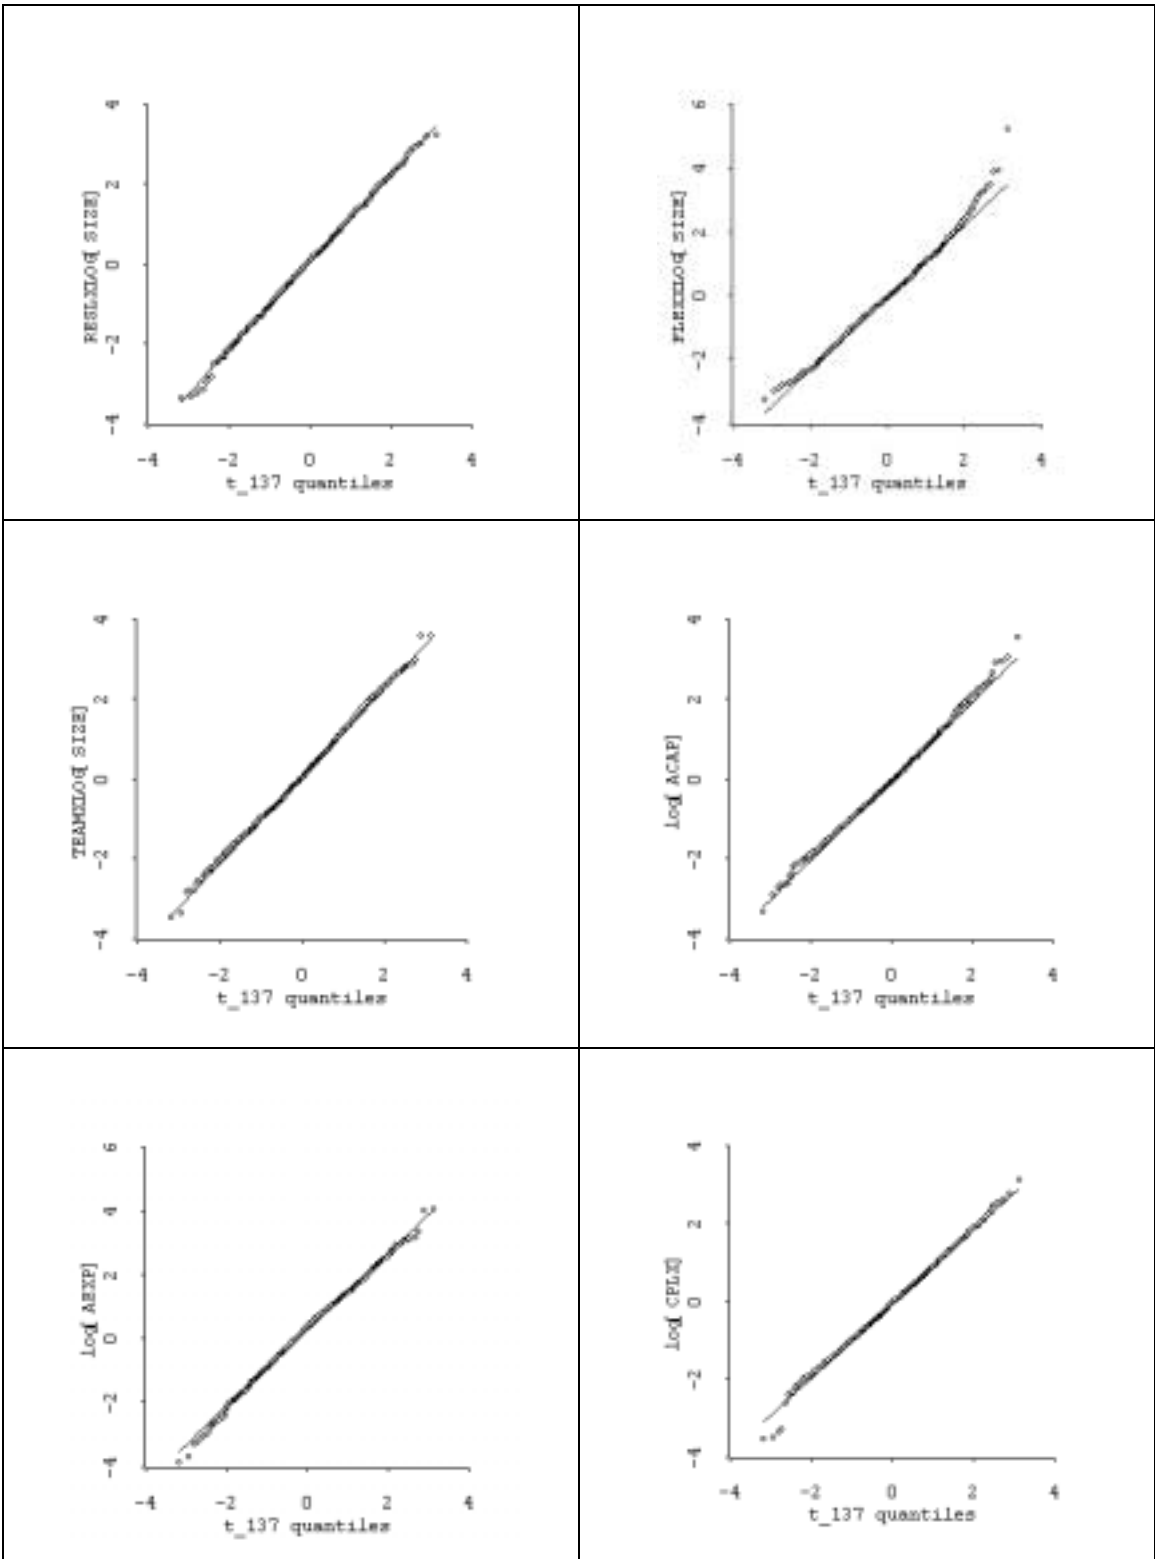 RESLXLOG[SIZE]
4
2
0
-2
-4
-4 -2 0 2 4
t_137 quantiles
FLEXXLOG[SIZE]
6
4
2
0
-2
-4
-4 -2 0 2 4
t_137 quantiles
TEAMXLOG[SIZE]
4
2
0
-2
-4
-4 -2 0 2 4
t_137 quantiles
log[ACAP]
4
2
0
-2
-4
-4 -2 0 2 4
t_137 quantiles
log[AEXP]
6
4
2
0
-2
-4
-4 -2 0 2 4
t_137 quantiles
log[CPLX]
4
2
0
-2
-4
-4 -2 0 2 4
t_137 quantiles